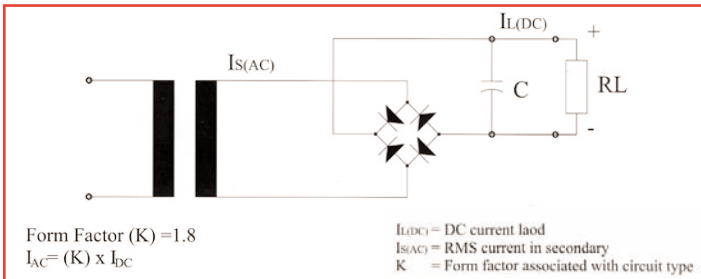 IL(DC)
+
IS(AC)
C
RL
-
Form Factor (K) =1.8
IAC= (K) x IDC
IL(DC) = DC current laod
IS(AC) = RMS current in secondary
K = Form factor associated with circuit type